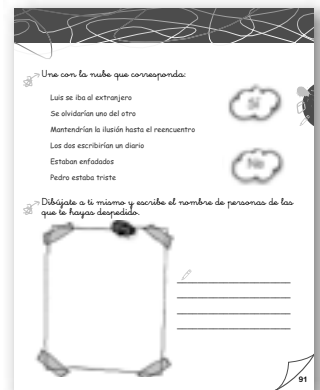 Une con la nube que corresponda:
Luis se iba al extranjero
Sí
Se olvidarían uno del otro
Mantendrían la ilusión hasta el reencuentro
Los dos escribirían un diario
Estaban enfadados
No
Pedro estaba triste
Dibújate a ti mismo y escribe el nombre de personas de las
que te hayas despedido.
91